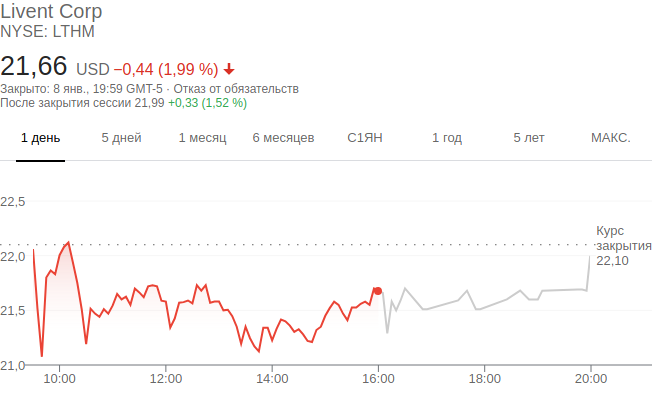 Livent Corp
NYSE: LTHM
21,66 USD −0,44 (1,99 %)
Закрыто: 8 янв., 19:59 GMT-5 · Отказ от обязательств
После закрытия сессии 21,99 +0,33 (1,52 %)
1 день 5 дней 1 месяц 6 месяцев С1ЯН 1 год 5 лет МАКС.
22,5
Курс
закрытия
22,10
22,0
21,5
21,0
10:00 12:00 14:00 16:00 18:00 20:00